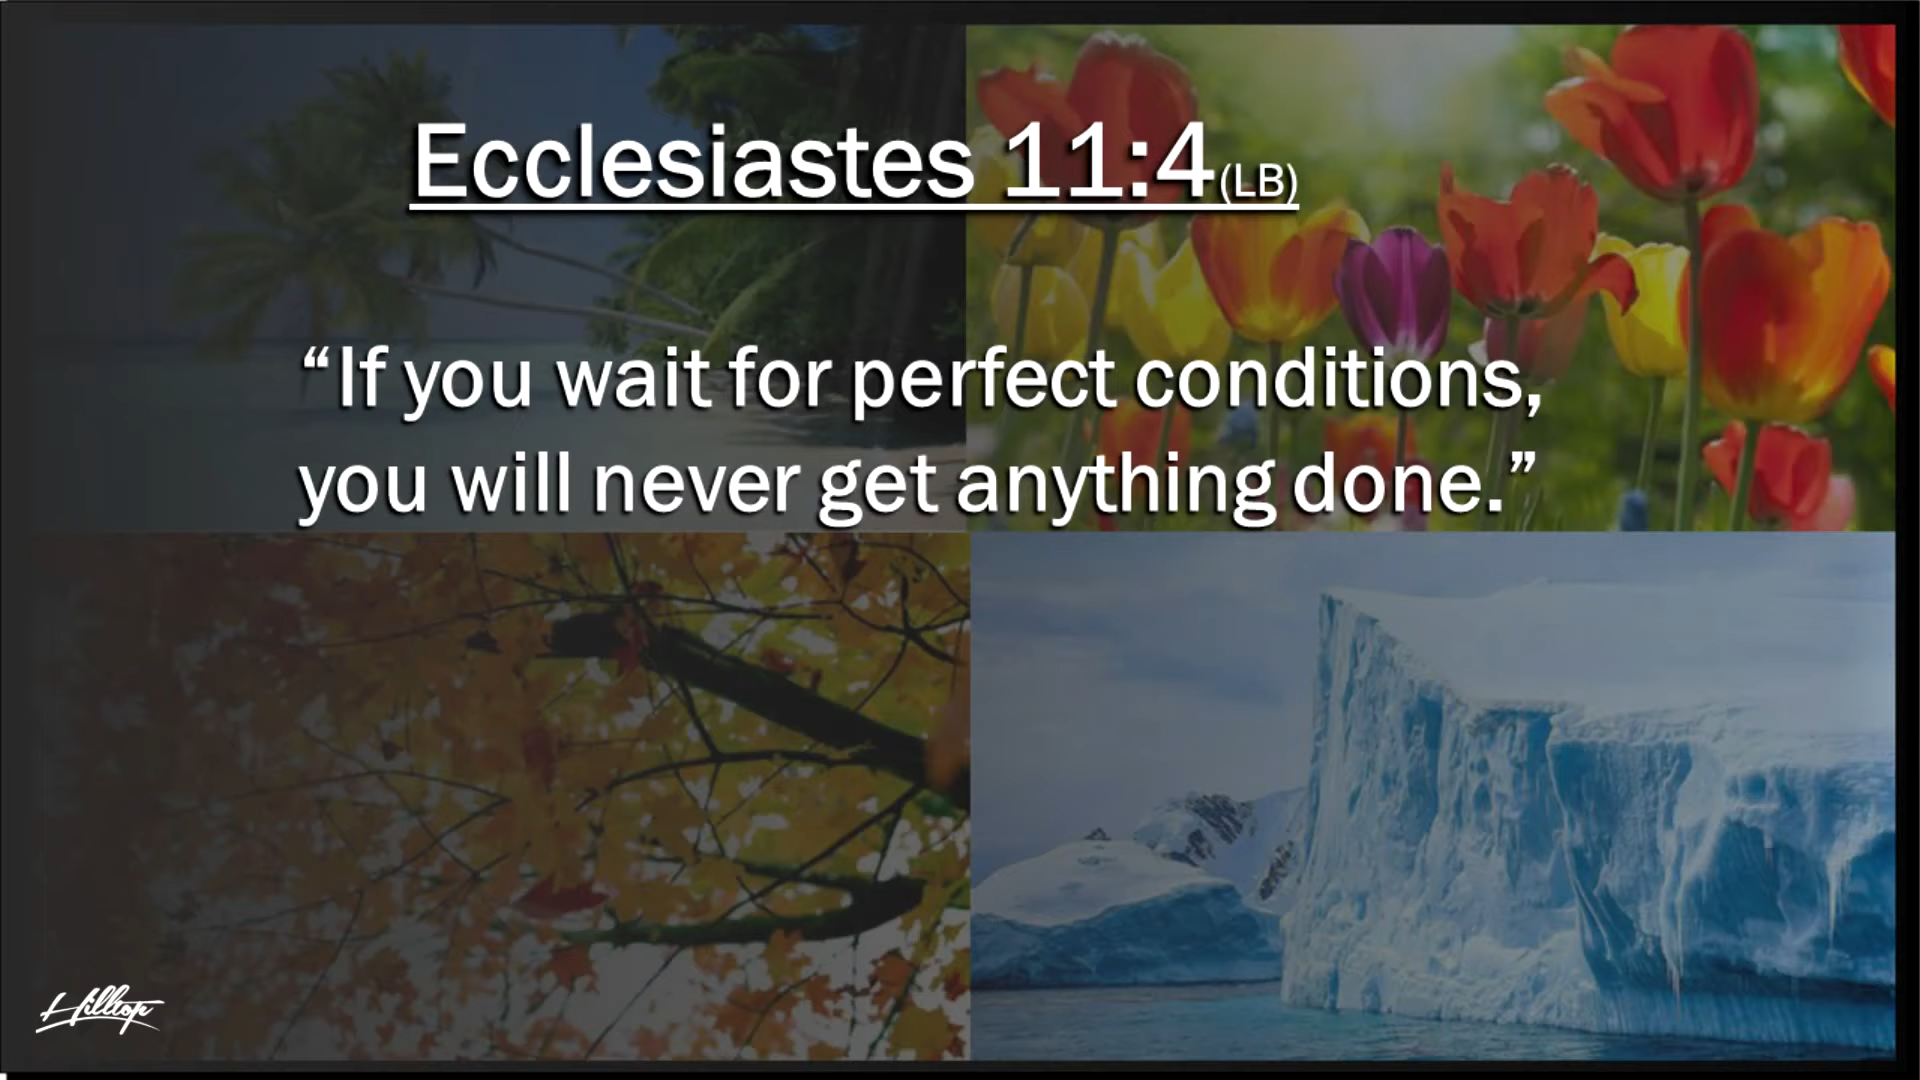 Ecclesiastes 11:4 (LB)
“If you wait for perfect conditions,
you will never get anything done.”
Hilltop